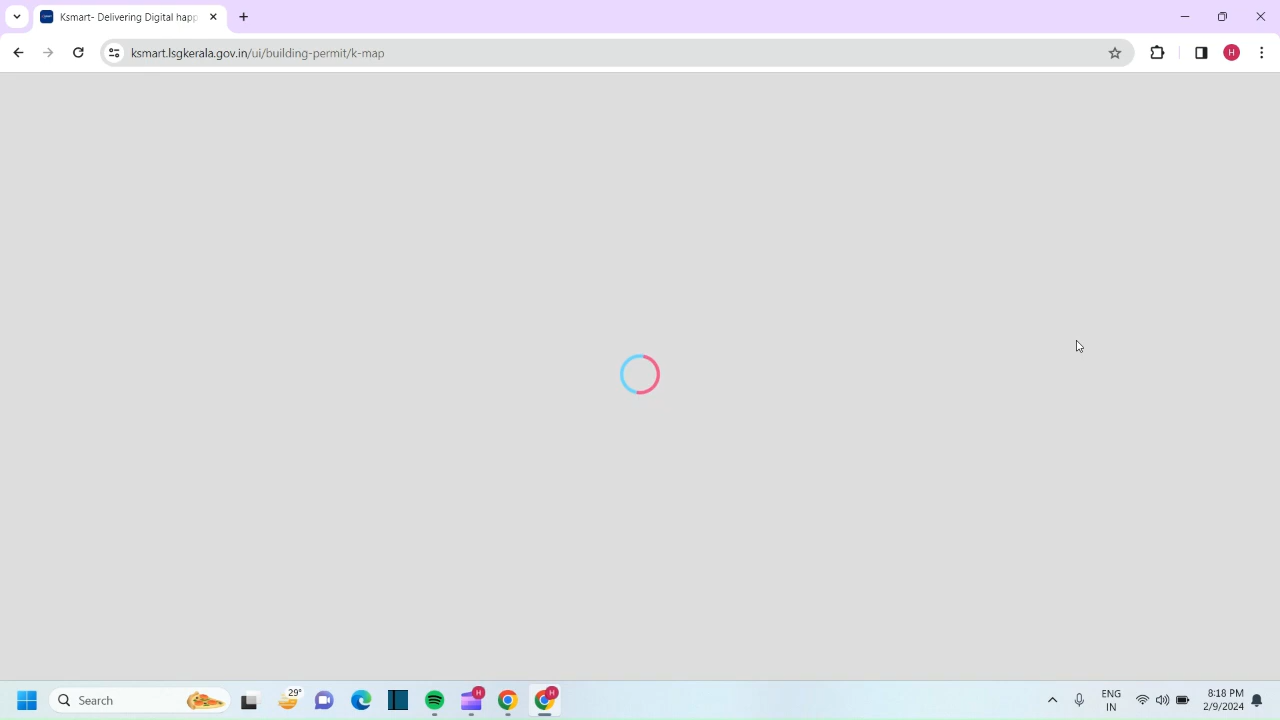 Ksmart- Delivering Digital happ
ksmart.lsgkerala.gov.in/ui/building-permit/k-map
H
Search
29°
H
H
ENG
IN
8:18 PM
2/9/2024